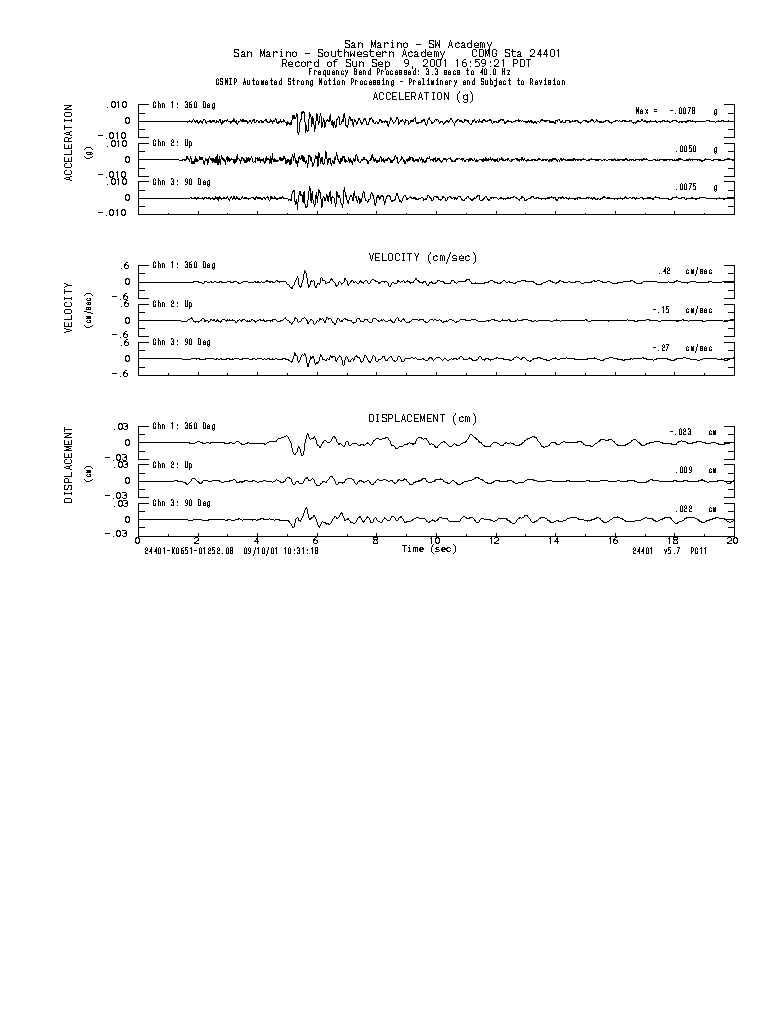 San Marino - SW Academy
San Marino - Southwestern Academy CDMG Sta 24401
Record of Sun Sep 9, 2001 16:59:21 PDT
Frequency Band Processed: 3.3 secs to 40.0 Hz
CSMIP Automated Strong Motion Processing - Preliminary and Subject to Revision
ACCELERATION (g)
ACCELERATION
(g)
.010
0
-.010
Chn 1: 360 Deg
Max = -.0078 g
.010
0
-.010
Chn 2: Up
.0050 g
.010
0
-.010
Chn 3: 90 Deg
.0075 g
VELOCITY (cm/sec)
VELOCITY
(cm/sec)
.6
0
-.6
Chn 1: 360 Deg
.42 cm/sec
.6
0
-.6
Chn 2: Up
-.15 cm/sec
.6
0
-.6
Chn 3: 90 Deg
-.27 cm/sec
DISPLACEMENT (cm)
DISPLACEMENT
(cm)
.03
0
-.03
Chn 1: 360 Deg
-.023 cm
.03
0
-.03
Chn 2: Up
.009 cm
.03
0
-.03
Chn 3: 90 Deg
.022 cm
0 2 4 6 8 10 12 14 16 18 20
Time (sec)
24401-K0651-01252.08 09/10/01 10:31:18
24401 v5.7 PC11